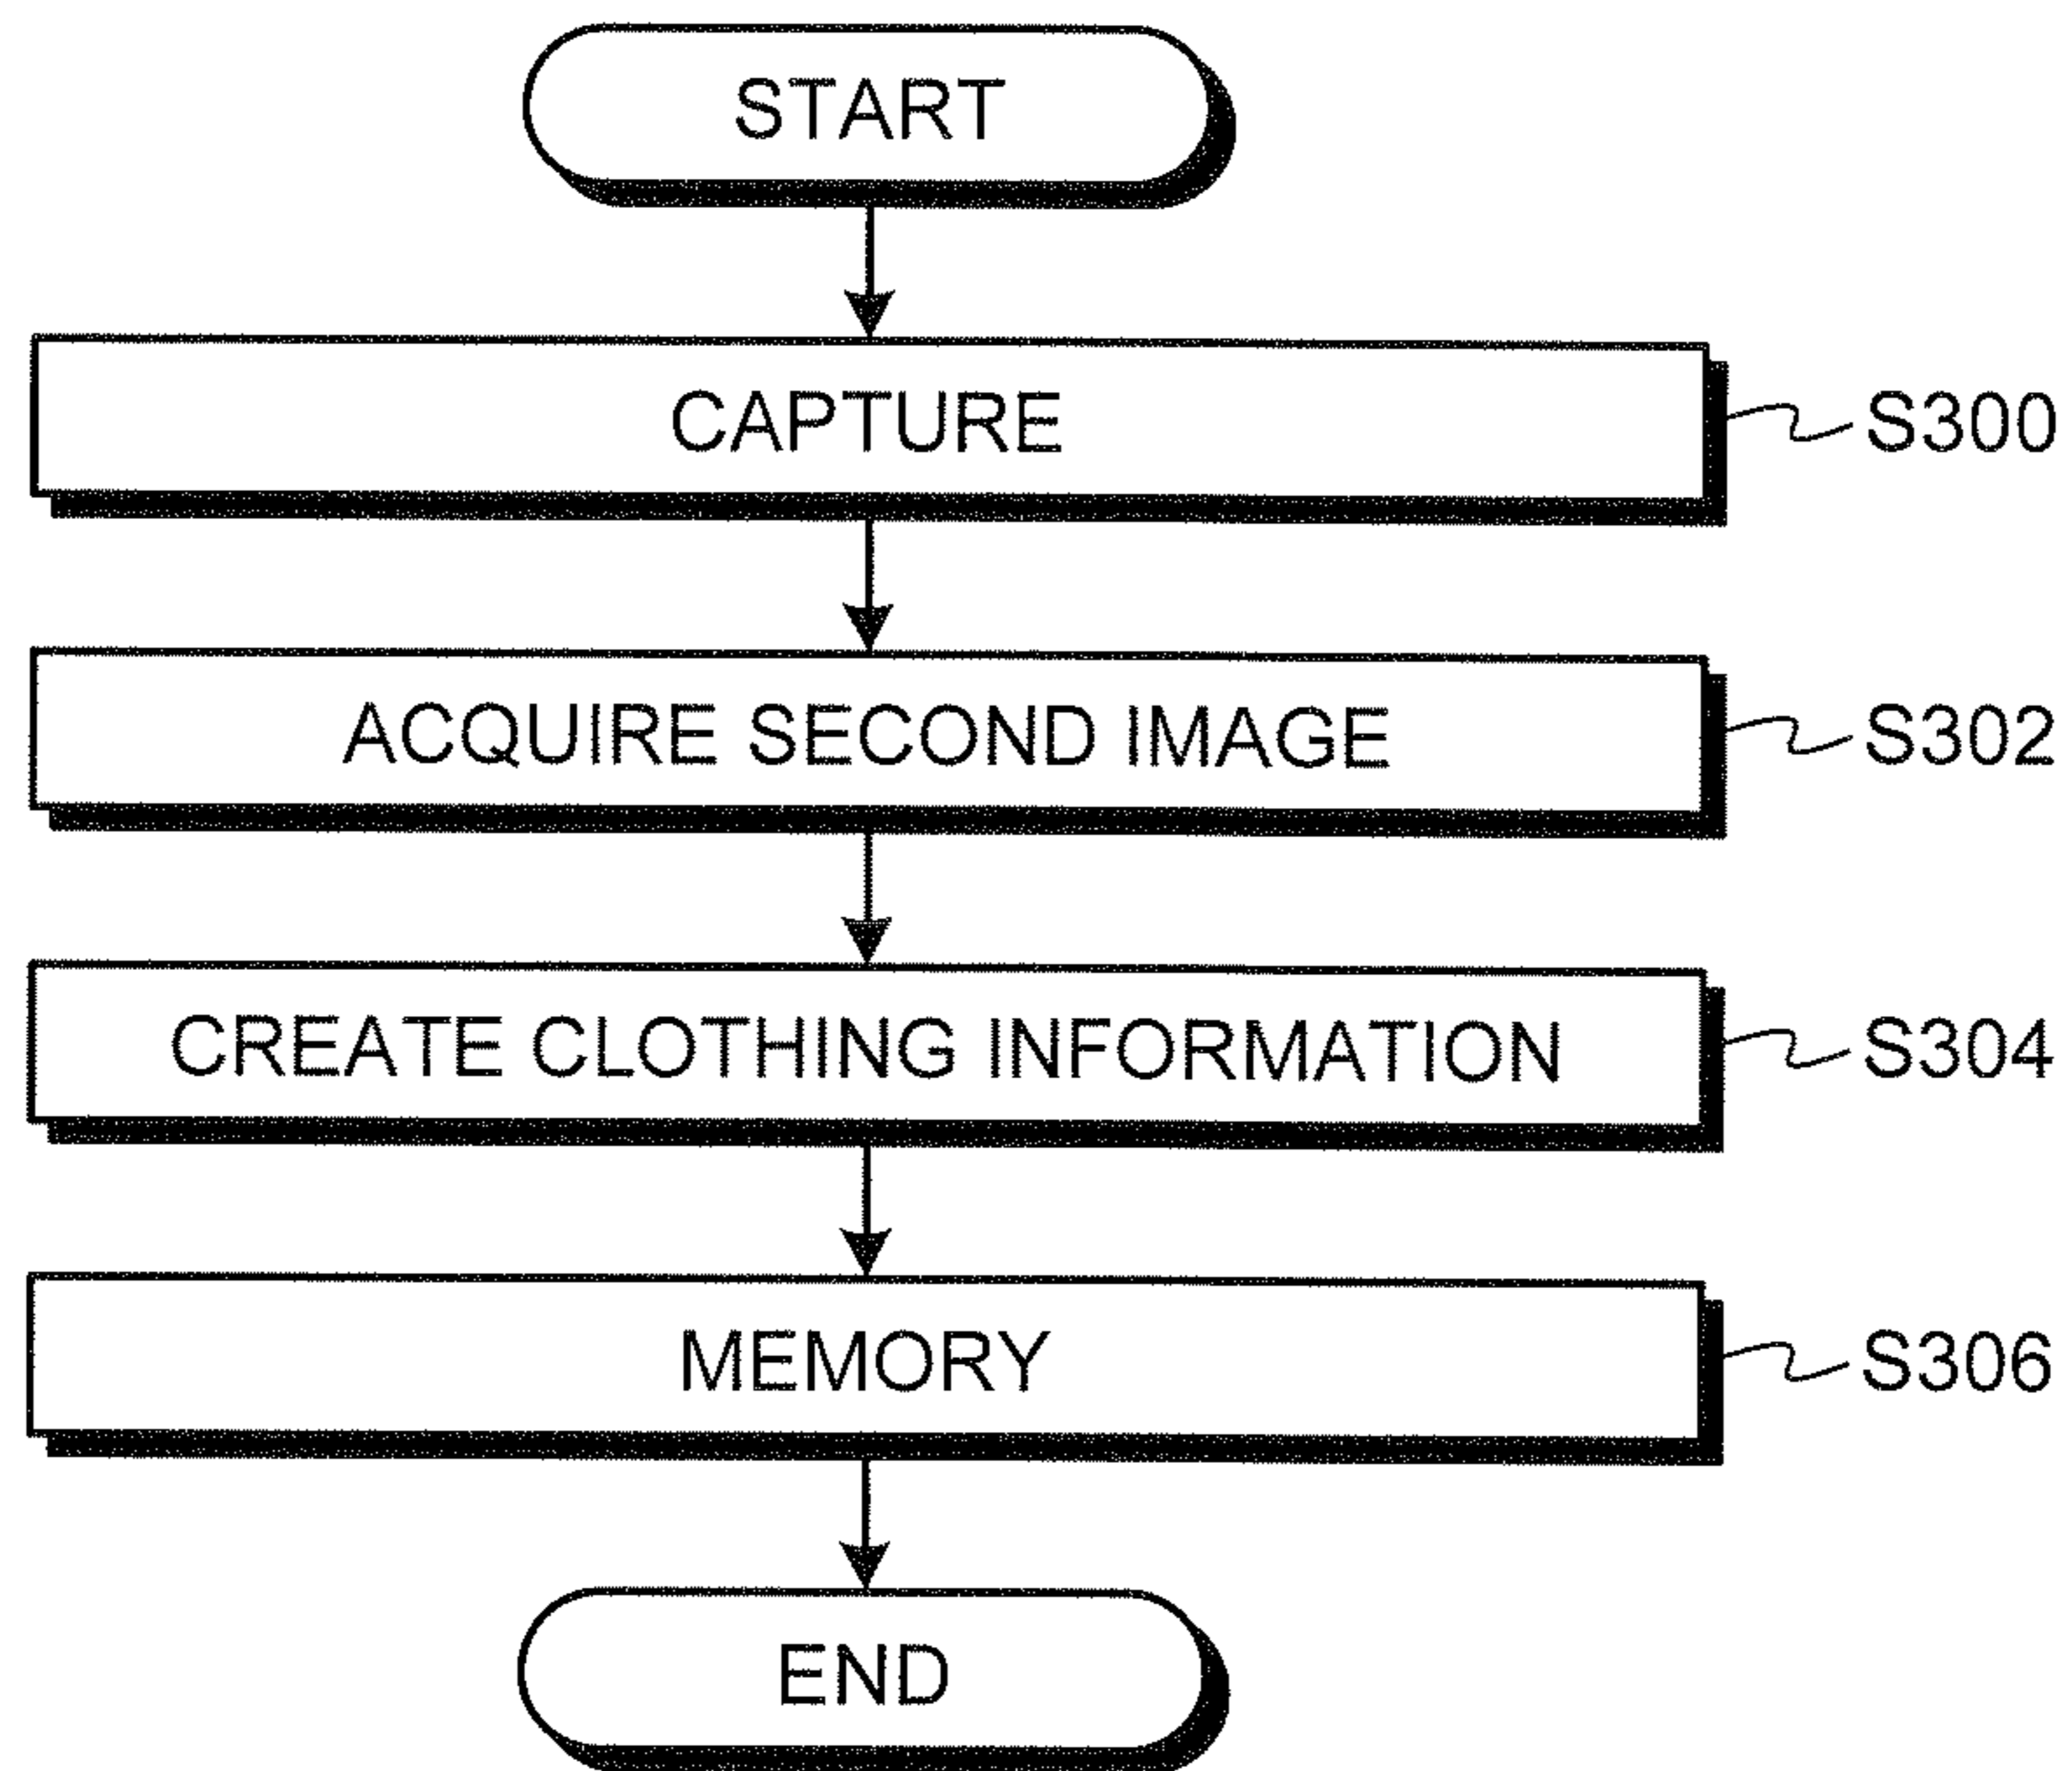 START
CAPTURE S300
ACQUIRE SECOND IMAGE S302
CREATE CLOTHING INFORMATION S304
MEMORY S306
END